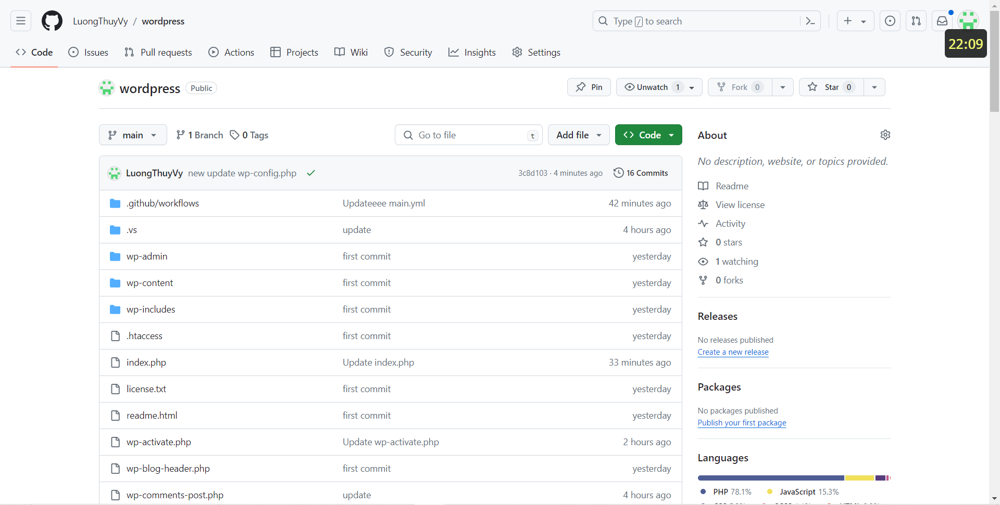 LuongThuyVy / wordpress
Type / to search
22:09
Code Issues Pull requests Actions Projects Wiki Security Insights Settings
wordpress Public
Pin Unwatch 1 Fork 0 Star 0
main 1 Branch 0 Tags
Go to file t Add file Code
LuongThuyVy new update wp-config.php 3c8d103 · 4 minutes ago 16 Commits
.github/workflows Updateeee main.yml 42 minutes ago
.vs update 4 hours ago
wp-admin first commit yesterday
wp-content first commit yesterday
wp-includes first commit yesterday
.htaccess first commit yesterday
index.php Update index.php 33 minutes ago
license.txt first commit yesterday
readme.html first commit yesterday
wp-activate.php Update wp-activate.php 2 hours ago
wp-blog-header.php first commit yesterday
wp-comments-post.php update 4 hours ago
About
No description, website, or topics provided.
Readme
View license
Activity
0 stars
1 watching
0 forks
Releases
No releases published
Create a new release
Packages
No packages published
Publish your first package
Languages
PHP 78.1% JavaScript 15.3%